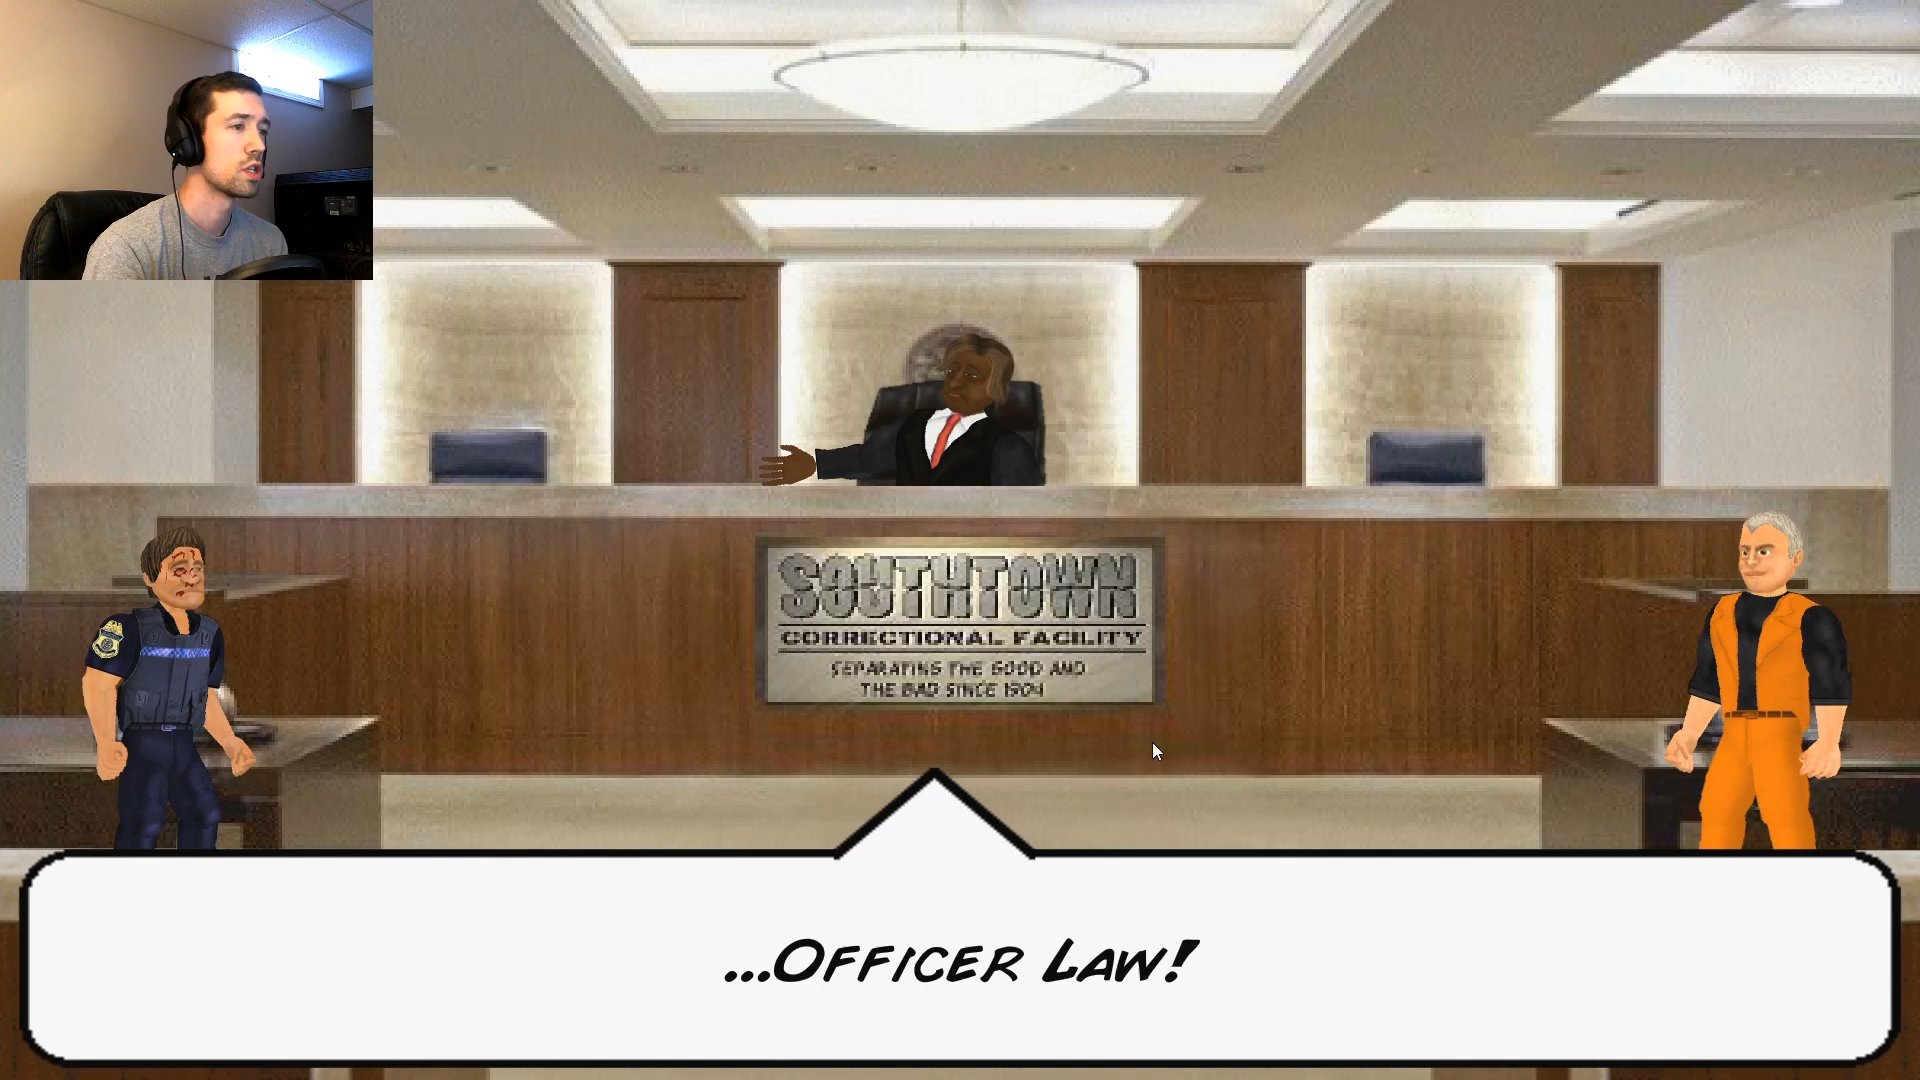 SOUTHTOWN
CORRECTIONAL FACILITY
SEPARATING THE GOOD AND
THE BAD SINCE 1904
...OFFICER LAW!